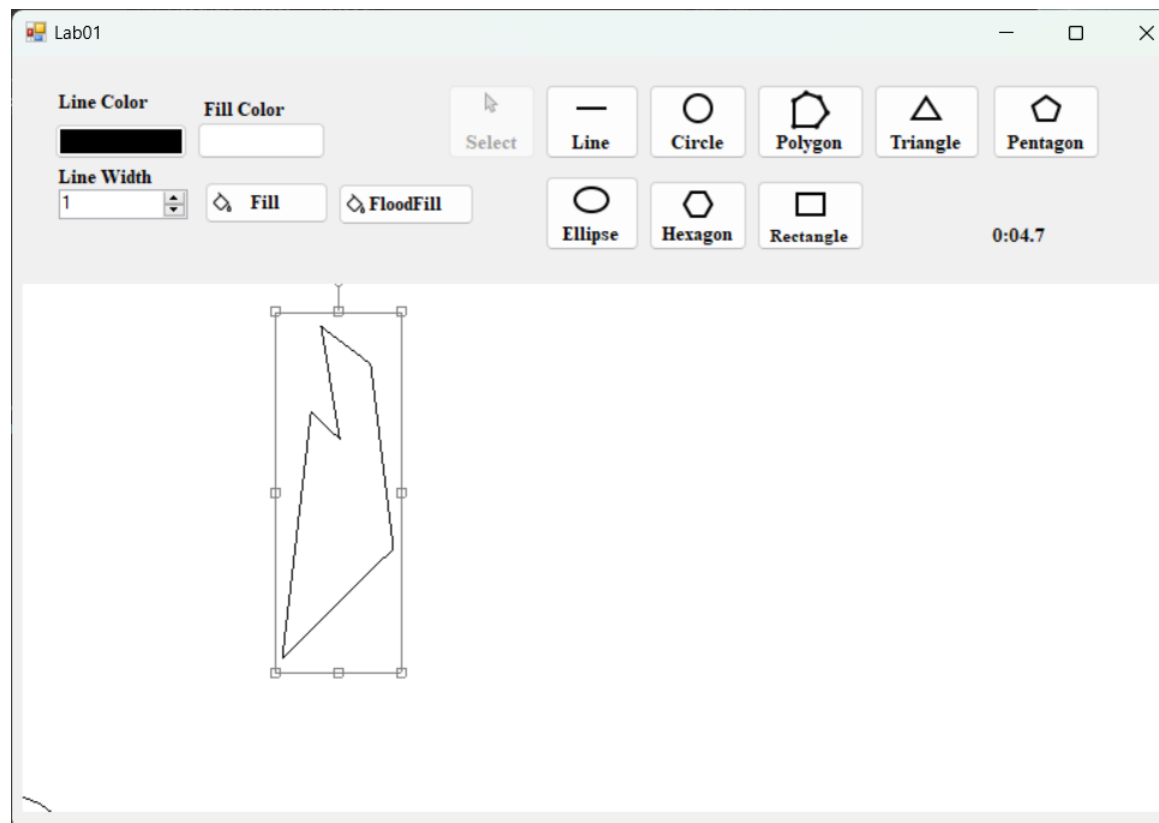 Lab01
Line Color
Fill Color
Select
Line
Circle
Polygon
Triangle
Pentagon
Line Width
1
Fill
FloodFill
Ellipse
Hexagon
Rectangle
0:04.7